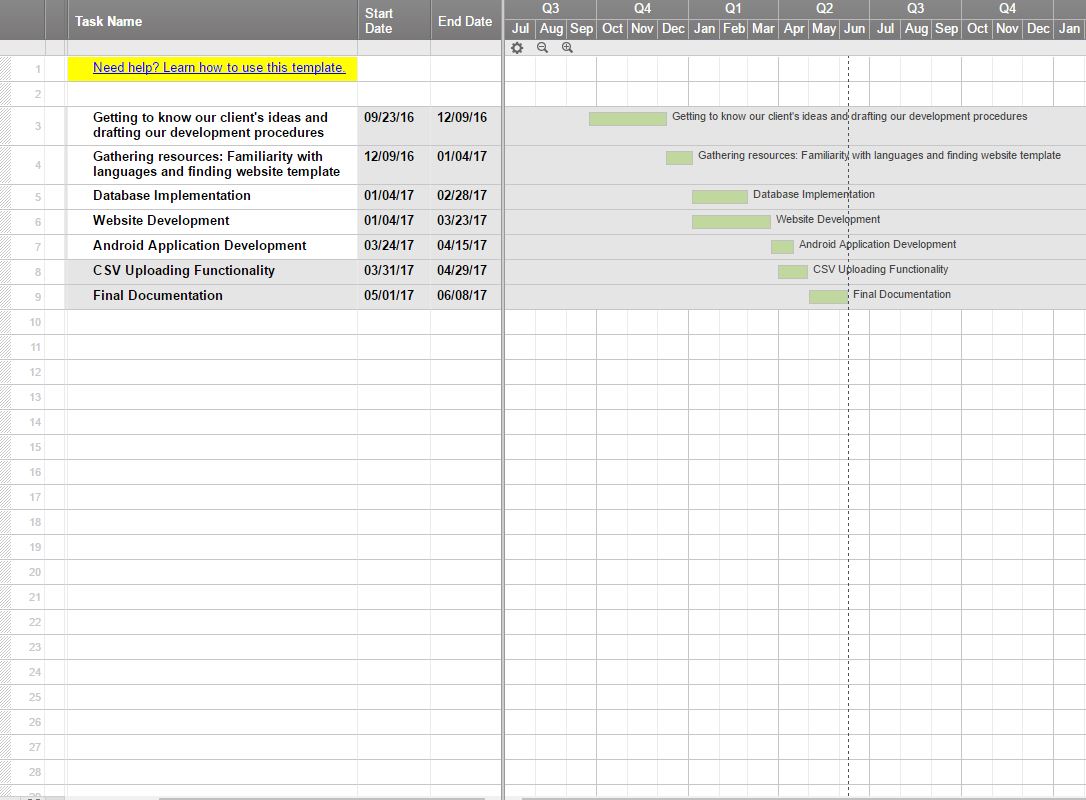 Task Name Start Date End Date
Q3 Q4 Q1 Q2 Q3 Q4
Jul Aug Sep Oct Nov Dec Jan Feb Mar Apr May Jun Jul Aug Sep Oct Nov Dec Jan
1 Need help? Learn how to use this template.
2
3 Getting to know our client's ideas and drafting our development procedures 09/23/16 12/09/16 Getting to know our client's ideas and drafting our development procedures
4 Gathering resources: Familiarity with languages and finding website template 12/09/16 01/04/17 Gathering resources: Familiarity with languages and finding website template
5 Database Implementation 01/04/17 02/28/17 Database Implementation
6 Website Development 01/04/17 03/23/17 Website Development
7 Android Application Development 03/24/17 04/15/17 Android Application Development
8 CSV Uploading Functionality 03/31/17 04/29/17 CSV Uploading Functionality
9 Final Documentation 05/01/17 06/08/17 Final Documentation
10
11
12
13
14
15
16
17
18
19
20
21
22
23
24
25
26
27
28